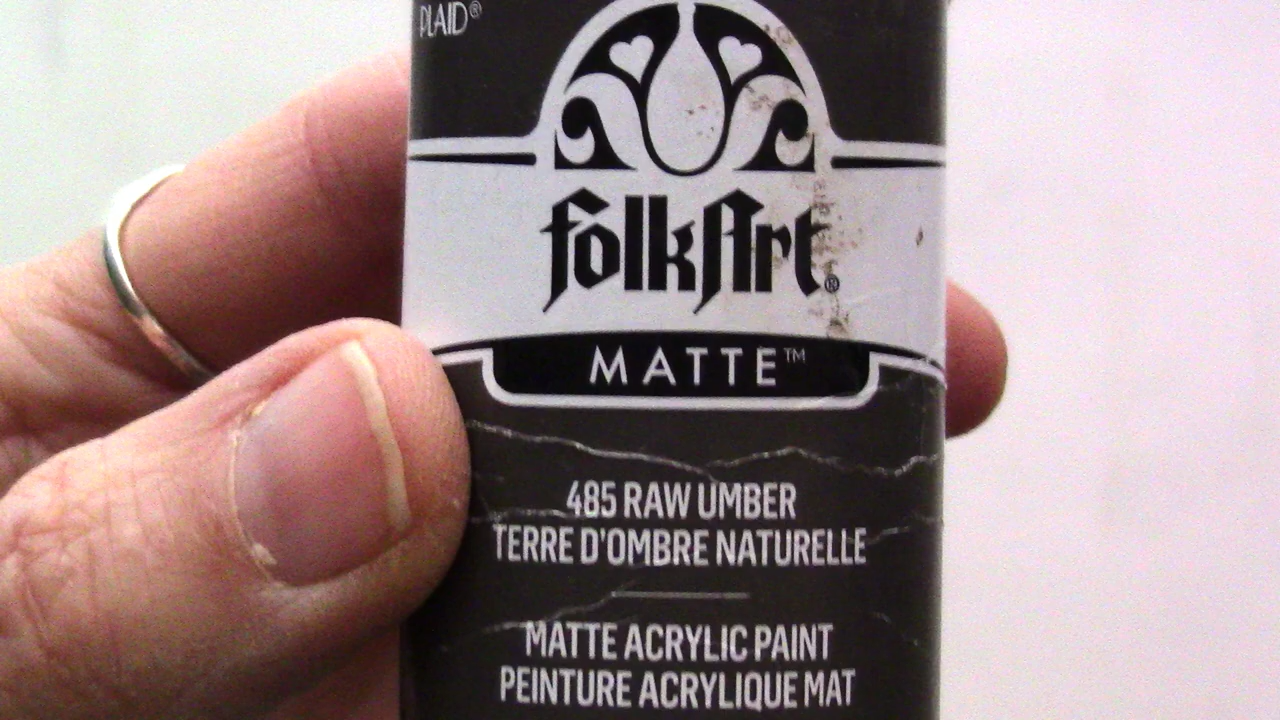 PLAID®
folkArt®
MATTE™
485 RAW UMBER
TERRE D'OMBRE NATURELLE
MATTE ACRYLIC PAINT
PEINTURE ACRYLIQUE MAT